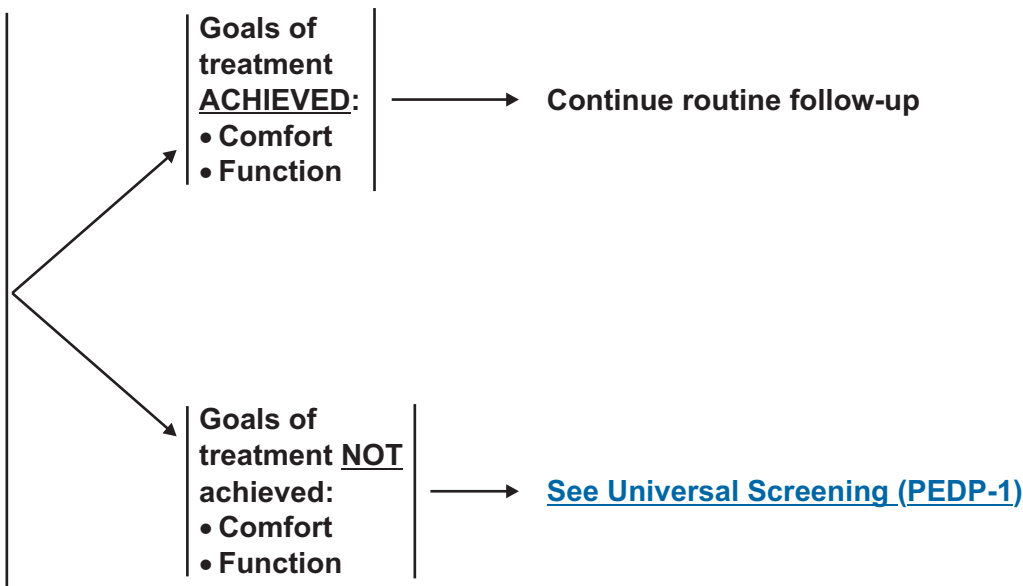 Goals of
treatment
ACHIEVED:
• Comfort
• Function
Continue routine follow-up
Goals of
treatment NOT
achieved:
• Comfort
• Function
See Universal Screening (PEDP-1)